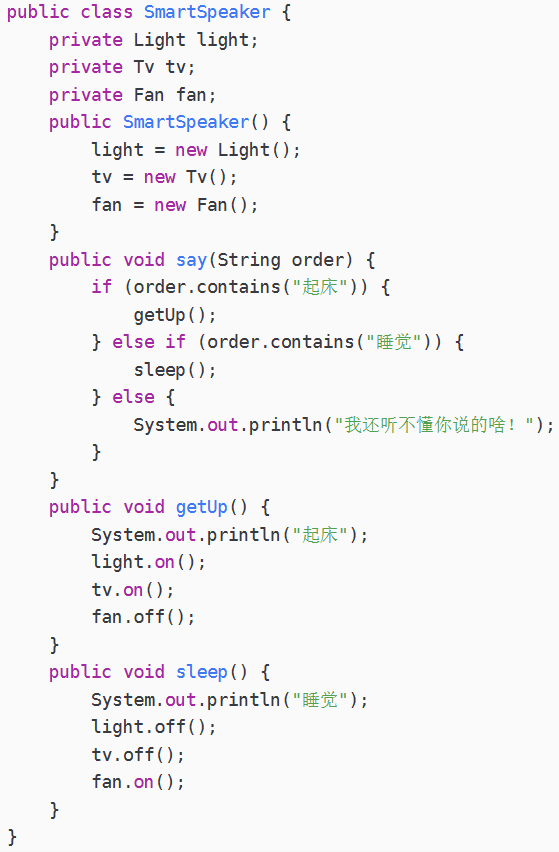 public class SmartSpeaker {
    private Light light;
    private Tv tv;
    private Fan fan;
    public SmartSpeaker() {
        light = new Light();
        tv = new Tv();
        fan = new Fan();
    }
    public void say(String order) {
        if (order.contains("起床")) {
            getUp();
        } else if (order.contains("睡觉")) {
            sleep();
        } else {
            System.out.println("我还听不懂你说的啥！");
        }
    }
    public void getUp() {
        System.out.println("起床");
        light.on();
        tv.on();
        fan.off();
    }
    public void sleep() {
        System.out.println("睡觉");
        light.off();
        tv.off();
        fan.on();
    }
}